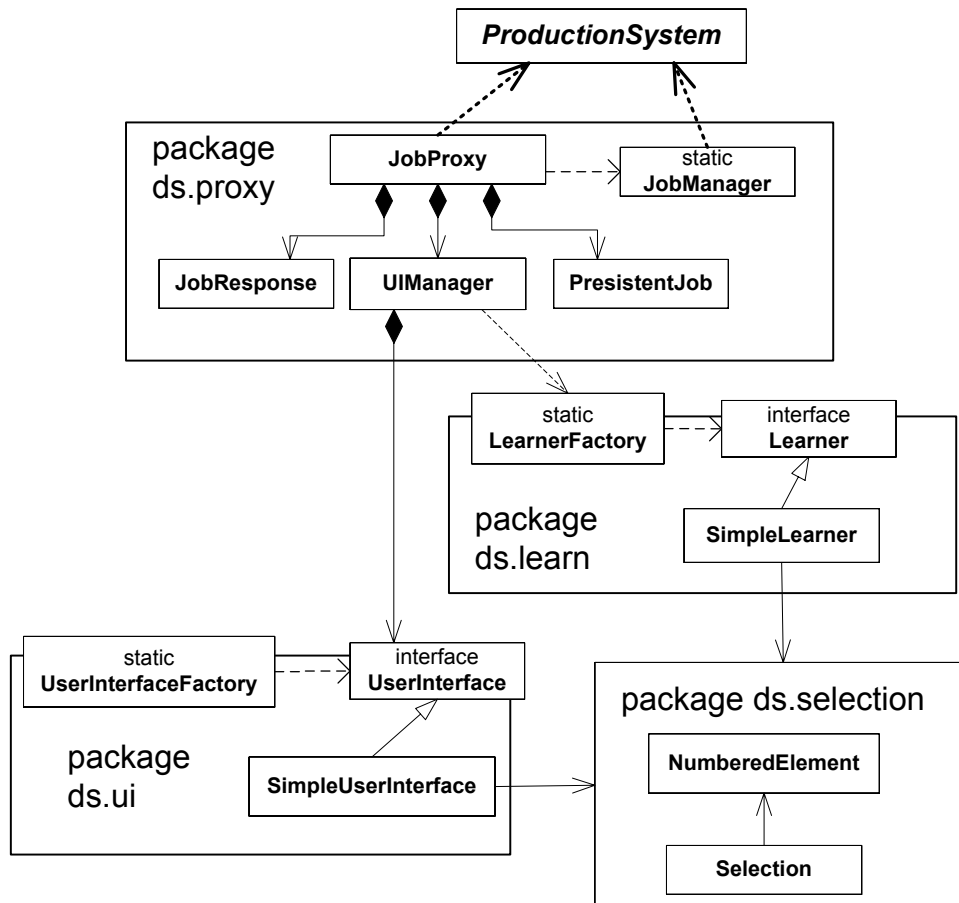 ProductionSystem
package
ds.proxy
JobProxy
static
JobManager
JobResponse
UIManager
PresistentJob
static
LearnerFactory
interface
Learner
package
ds.learn
SimpleLearner
static
UserInterfaceFactory
interface
UserInterface
package
ds.ui
SimpleUserInterface
package ds.selection
NumberedElement
Selection